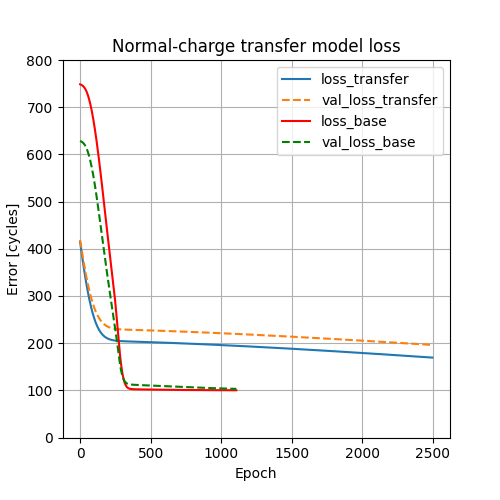 Normal-charge transfer model loss
800
700
600
500
400
300
200
100
0
Error [cycles]
loss_transfer
val_loss_transfer
loss_base
val_loss_base
0 500 1000 1500 2000 2500
Epoch